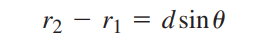 r₂ − r₁ = d sin θ